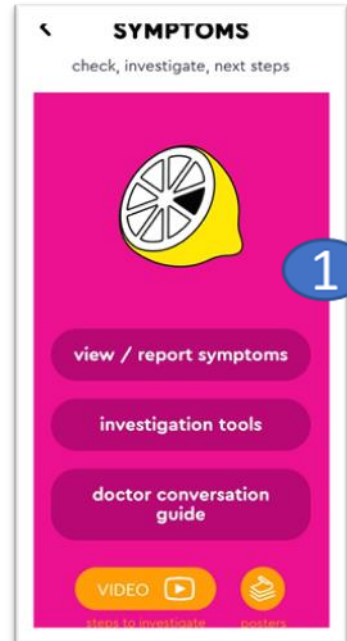 SYMPTOMS
check, investigate, next steps
1
view / report symptoms
investigation tools
doctor conversation
guide
VIDEO
steps to investigate posters